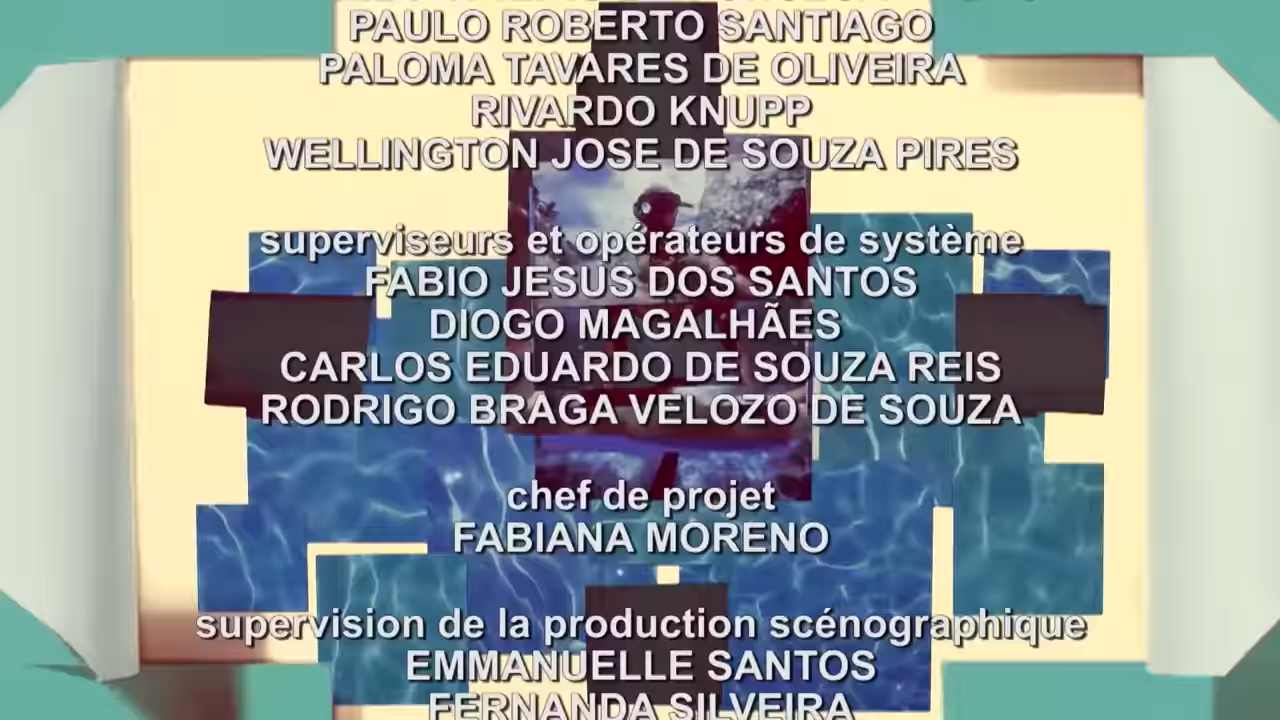 PAULO ROBERTO SANTIAGO
PALOMA TAVARES DE OLIVEIRA
RIVARDO KNUPP
WELLINGTON JOSE DE SOUZA PIRES
superviseurs et opérateurs de système
FABIO JESUS DOS SANTOS
DIOGO MAGALHÃES
CARLOS EDUARDO DE SOUZA REIS
RODRIGO BRAGA VELOZO DE SOUZA
chef de projet
FABIANA MORENO
supervision de la production scénographique
EMMANUELLE SANTOS
FERNANDA SILVEIRA